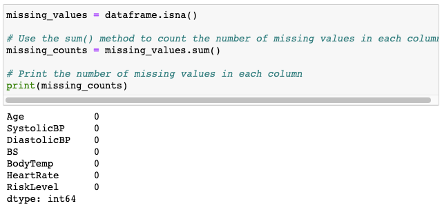 missing_values = dataframe.isna()
# Use the sum() method to count the number of missing values in each column
missing_counts = missing_values.sum()
# Print the number of missing values in each column
print(missing_counts)
Age 0
SystolicBP 0
DiastolicBP 0
BS 0
BodyTemp 0
HeartRate 0
RiskLevel 0
dtype: int64